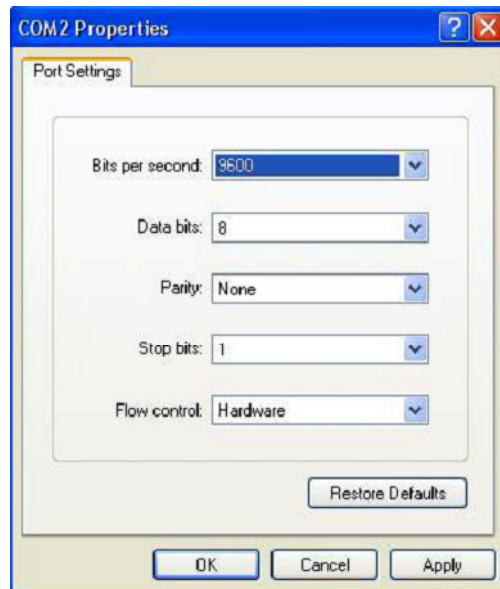 COM2 Properties
Port Settings
Bits per second: 9600
Data bits: 8
Parity: None
Stop bits: 1
Flow control: Hardware
Restore Defaults
OK Cancel Apply